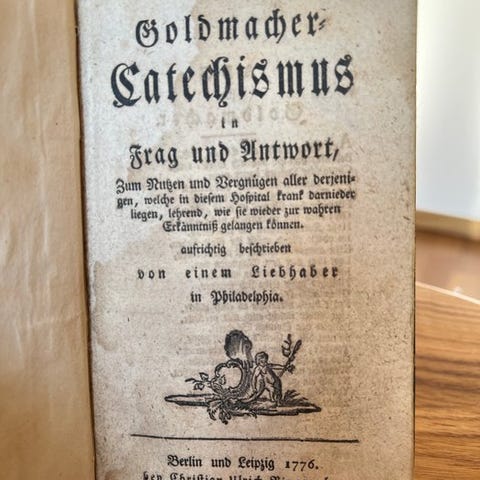 Goldmacher-
Catechismus
in
Frag und Antwort,
Zum Nutzen und Vergnügen aller derjeni-
gen, welche in diesem Hospital krank darnieder
liegen, lehrend, wie sie wieder zur wahren
Erkänntniß gelangen können.
aufrichtig beschrieben
von einem Liebhaber
in Philadelphia.
Berlin und Leipzig 1776.
bey Christian Ulrich